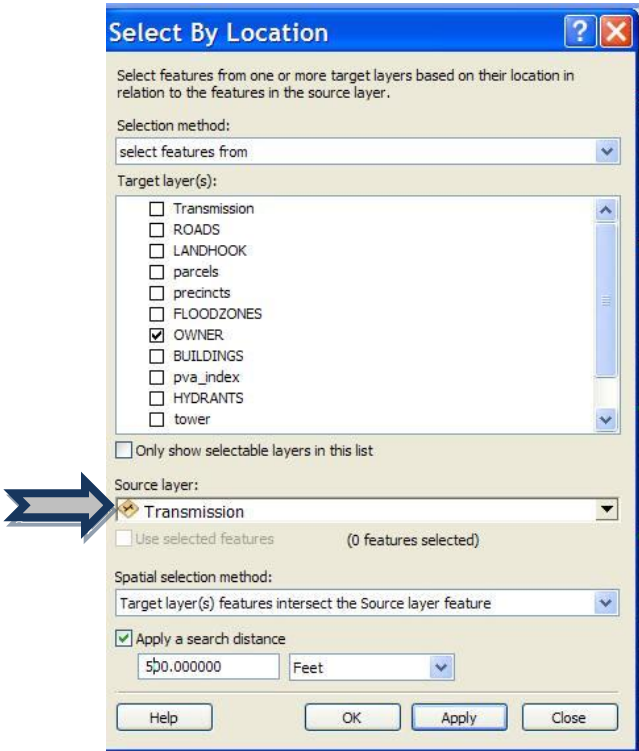 Select By Location
?
Select features from one or more target layers based on their location in
relation to the features in the source layer.
Selection method:
select features from
Target layer(s):
Transmission
ROADS
LANDHOOK
parcels
precincts
FLOODZONES
OWNER
BUILDINGS
pva_index
HYDRANTS
tower
Only show selectable layers in this list
Source layer:
Transmission
Use selected features (0 features selected)
Spatial selection method:
Target layer(s) features intersect the Source layer feature
Apply a search distance
500.000000 Feet
Help OK Apply Close